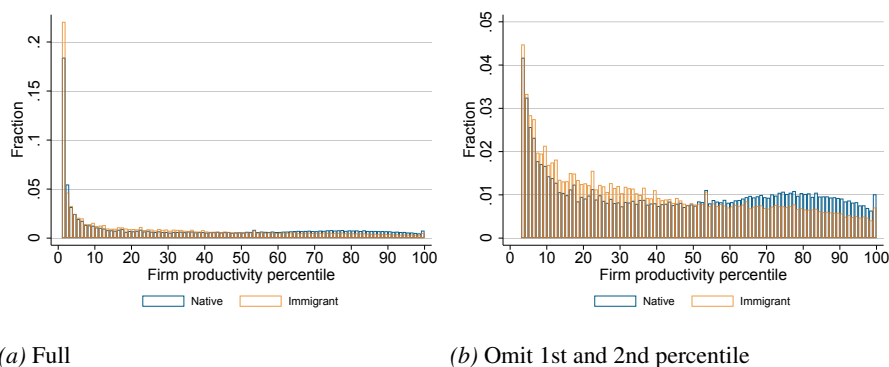 .2
.15
.1
.05
0
Fraction
0 10 20 30 40 50 60 70 80 90 100
Firm productivity percentile
Native Immigrant
(a) Full
.05
.04
.03
.02
.01
0
Fraction
0 10 20 30 40 50 60 70 80 90 100
Firm productivity percentile
Native Immigrant
(b) Omit 1st and 2nd percentile